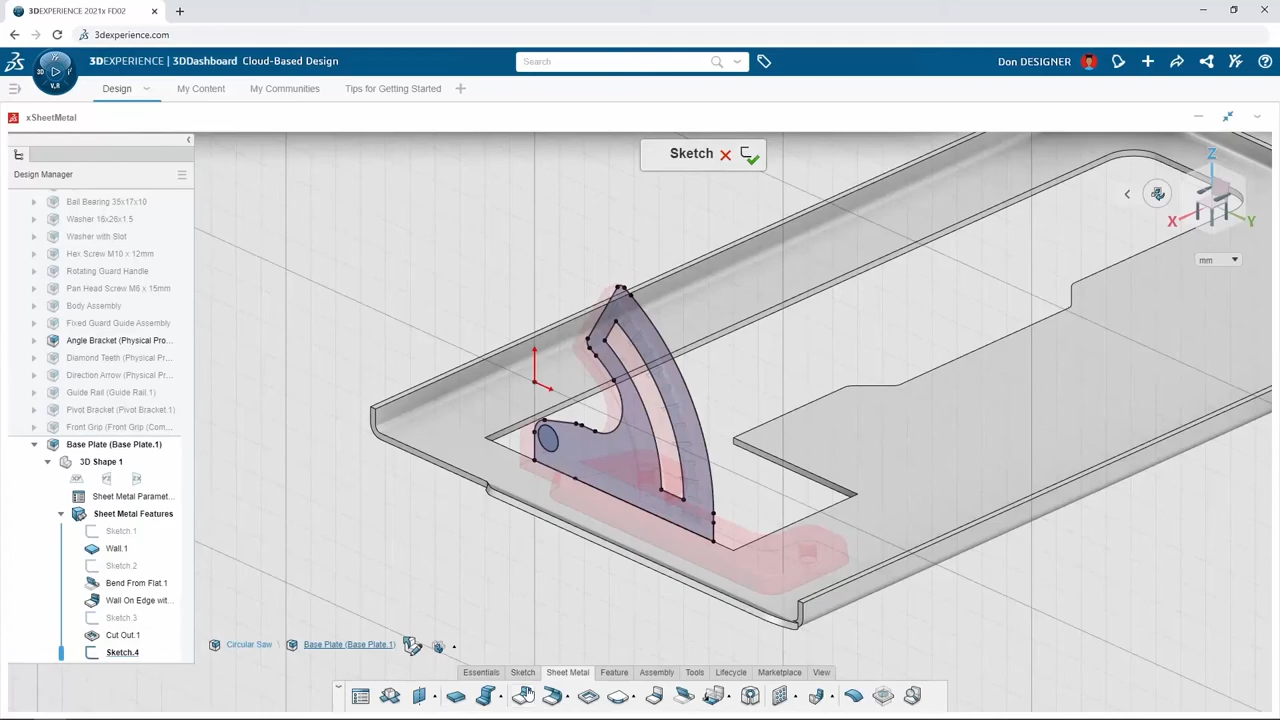 3DEXPERIENCE 2021x FD02
3dexperience.com
3DEXPERIENCE | 3DDashboard Cloud-Based Design
Search
Don DESIGNER
3D
V.R
Design
My Content
My Communities
Tips for Getting Started
xSheetMetal
Sketch
Design Manager
Ball Bearing 35x17x10
Washer 16x26x1.5
Washer with Slot
Hex Screw M10 x 12mm
Rotating Guard Handle
Pan Head Screw M6 x 15mm
Body Assembly
Fixed Guard Guide Assembly
Angle Bracket (Physical Pro...
Diamond Teeth (Physical Pr...
Direction Arrow (Physical Pr...
Guide Rail (Guide Rail.1)
Pivot Bracket (Pivot Bracket.1)
Front Grip (Front Grip (Com...
Base Plate (Base Plate.1)
3D Shape 1
Sheet Metal Paramet...
Sheet Metal Features
Sketch.1
Wall.1
Sketch.2
Bend From Flat.1
Wall On Edge wit...
Sketch.3
Cut Out.1
Sketch.4
Z
X
Y
mm
Circular Saw
Base Plate (Base Plate.1)
Essentials
Sketch
Sheet Metal
Feature
Assembly
Tools
Lifecycle
Marketplace
View